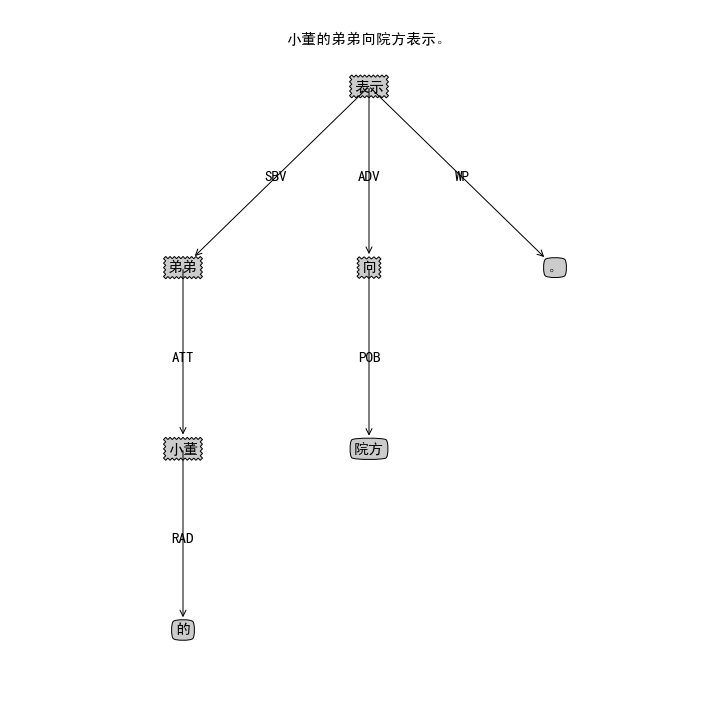 小董的弟弟向院方表示。
表示
SBV ADV WP
弟弟 向 。
ATT POB
小董 院方
RAD
的